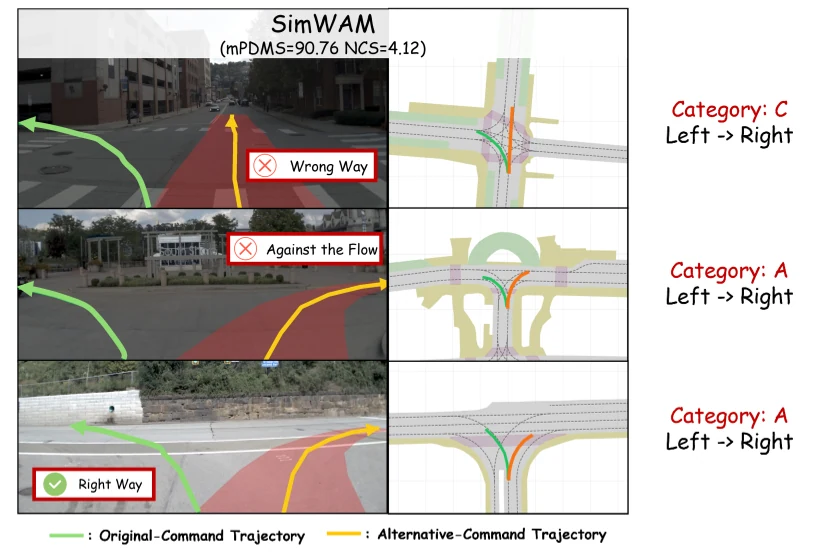 SimWAM
(mPDMS=90.76 NCS=4.12)
Wrong Way
Category: C
Left -> Right
Against the Flow
Category: A
Left -> Right
Right Way
Category: A
Left -> Right
: Original-Command Trajectory
: Alternative-Command Trajectory